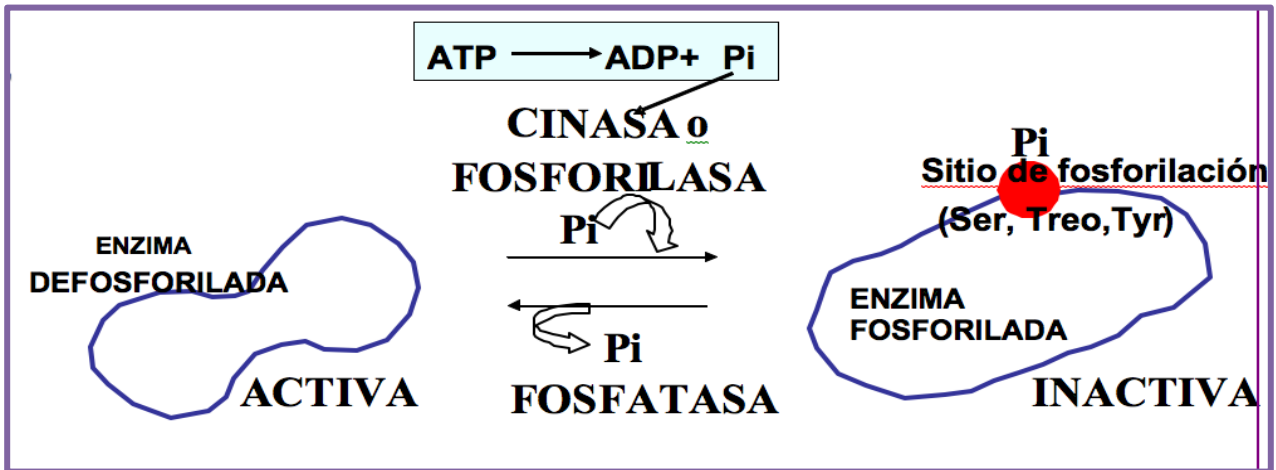 ATP ADP+ Pi
CINASA o
FOSFORILASA
Pi
Pi
FOSFATASA
ENZIMA
DEFOSFORILADA
ACTIVA
Pi
Sitio de fosforilación
(Ser, Treo,Tyr)
ENZIMA
FOSFORILADA
INACTIVA